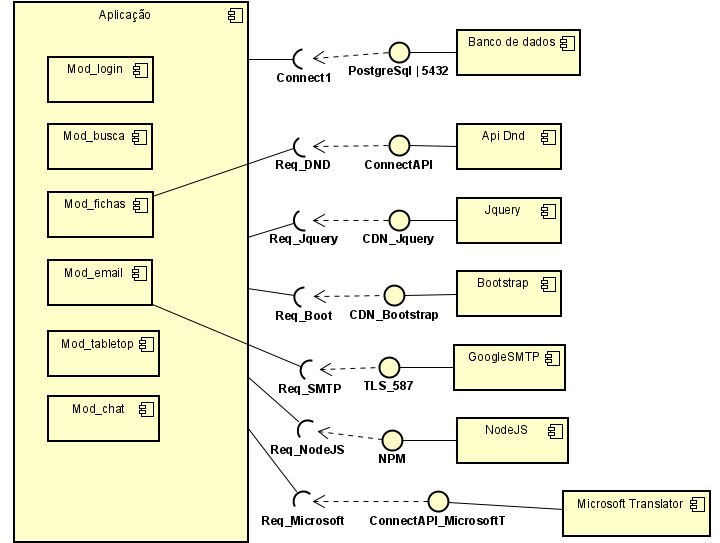 Aplicação
Mod_login
Mod_busca
Mod_fichas
Mod_email
Mod_tabletop
Mod_chat
Connect1
PostgreSql | 5432
Banco de dados
Req_DND
ConnectAPI
Api Dnd
Req_Jquery
CDN_Jquery
Jquery
Req_Boot
CDN_Bootstrap
Bootstrap
Req_SMTP
TLS_587
GoogleSMTP
Req_NodeJS
NPM
NodeJS
Req_Microsoft
ConnectAPI_MicrosoftT
Microsoft Translator